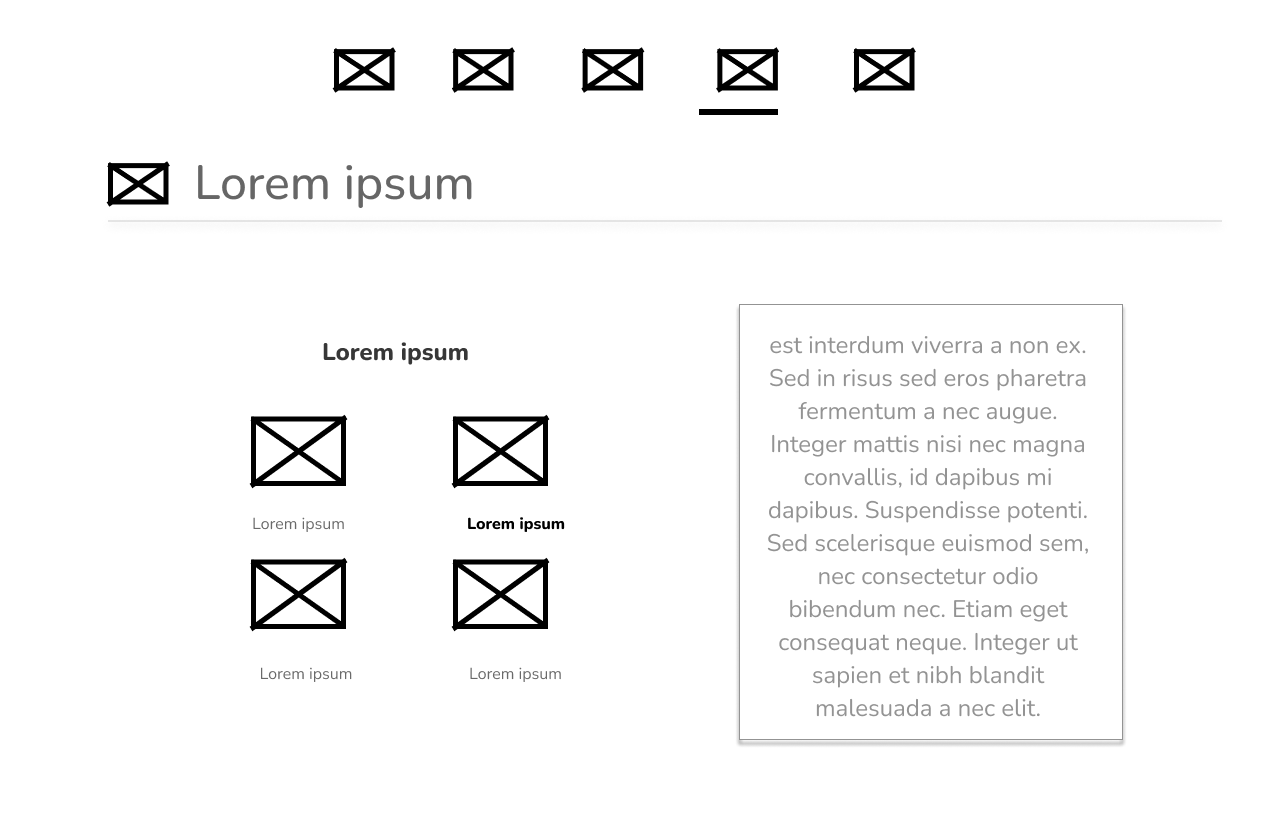 Lorem ipsum
Lorem ipsum
Lorem ipsum
Lorem ipsum
Lorem ipsum
Lorem ipsum
est interdum viverra a non ex.
Sed in risus sed eros pharetra
fermentum a nec augue.
Integer mattis nisi nec magna
convallis, id dapibus mi
dapibus. Suspendisse potenti.
Sed scelerisque euismod sem,
nec consectetur odio
bibendum nec. Etiam eget
consequat neque. Integer ut
sapien et nibh blandit
malesuada a nec elit.